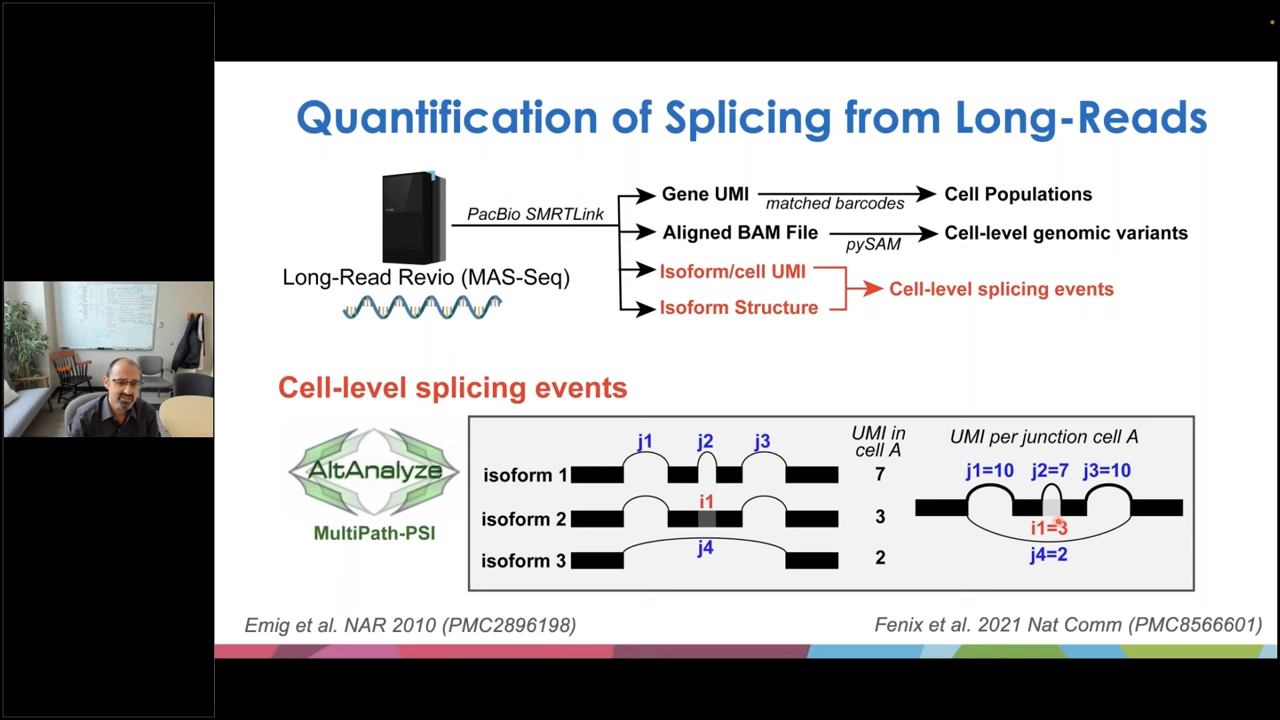 Quantification of Splicing from Long-Reads
PacBio SMRTLink
Gene UMI
matched barcodes
Cell Populations
Aligned BAM File
pySAM
Cell-level genomic variants
Long-Read Revio (MAS-Seq)
Isoform/cell UMI
Isoform Structure
Cell-level splicing events
Cell-level splicing events
AltAnalyze
MultiPath-PSI
j1
j2
j3
UMI in
cell A
isoform 1
7
i1
isoform 2
3
j4
isoform 3
2
UMI per junction cell A
j1=10
j2=7
j3=10
i1=3
j4=2
Emig et al. NAR 2010 (PMC2896198)
Fenix et al. 2021 Nat Comm (PMC8566601)